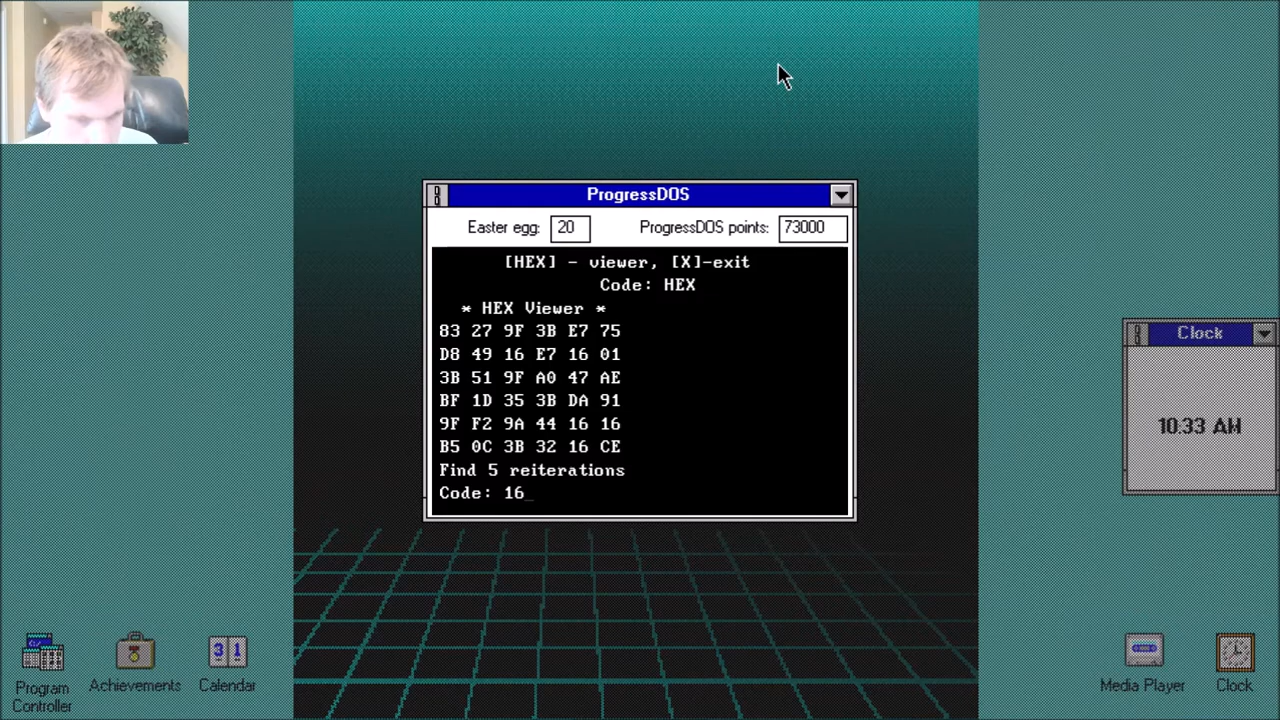 ProgressDOS
Easter egg: 20 ProgressDOS points: 73000
[HEX] - viewer, [X]-exit
Code: HEX
* HEX Viewer *
83 27 9F 3B E7 75
D8 49 16 E7 16 01
3B 51 9F A0 47 AE
BF 1D 35 3B DA 91
9F F2 9A 44 16 16
B5 0C 3B 32 16 CE
Find 5 reiterations
Code: 16_
Clock
10:33 AM
Program
Controller
Achievements
31
Calendar
Media Player
Clock